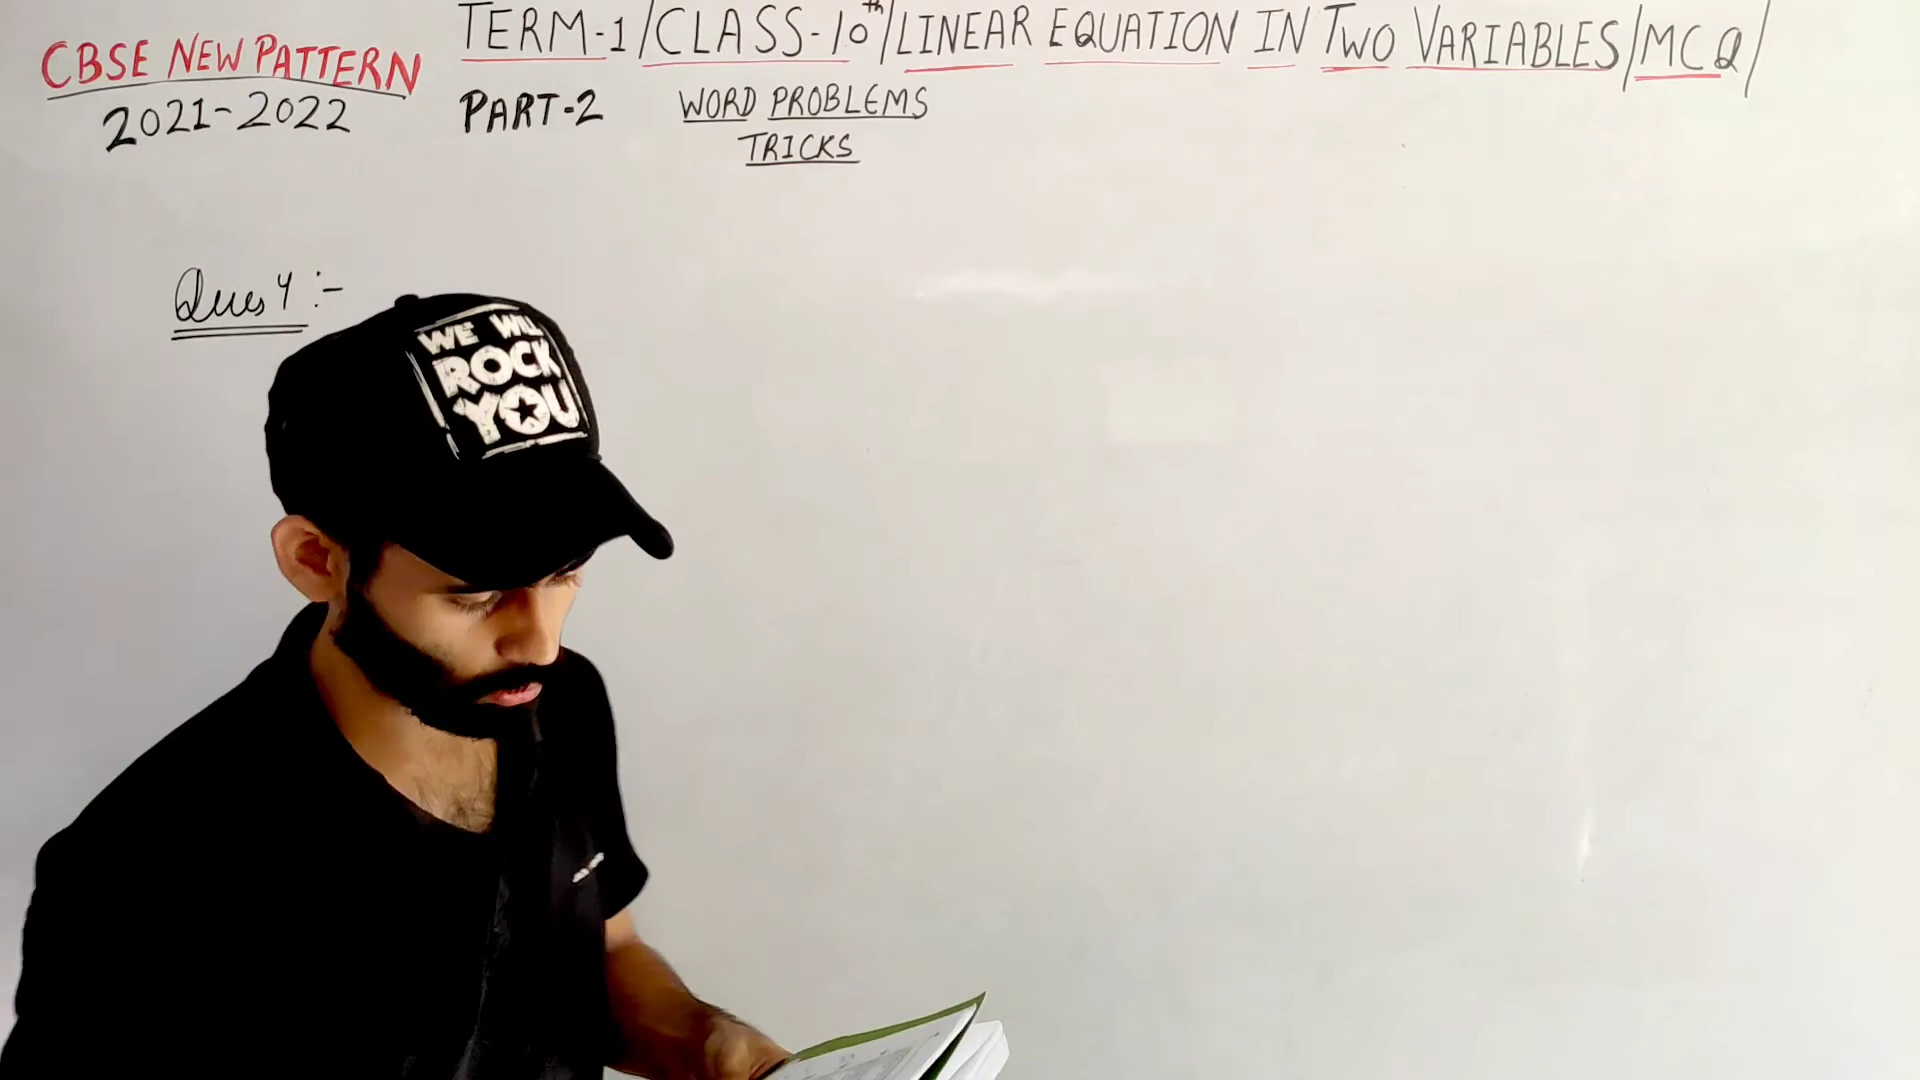 CBSE NEW PATTERN
2021-2022
TERM-1/CLASS-10th/LINEAR EQUATION IN TWO VARIABLES/MCQ/
PART-2
WORD PROBLEMS
TRICKS
Ques 4:-
WE WILL
ROCK
YOU